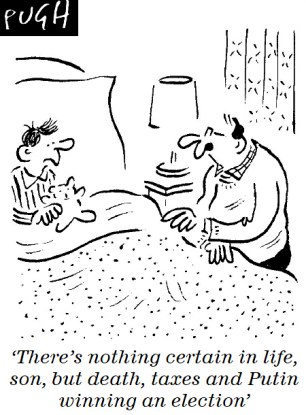 PUGH
‘There’s nothing certain in life,
son, but death, taxes and Putin
winning an election’